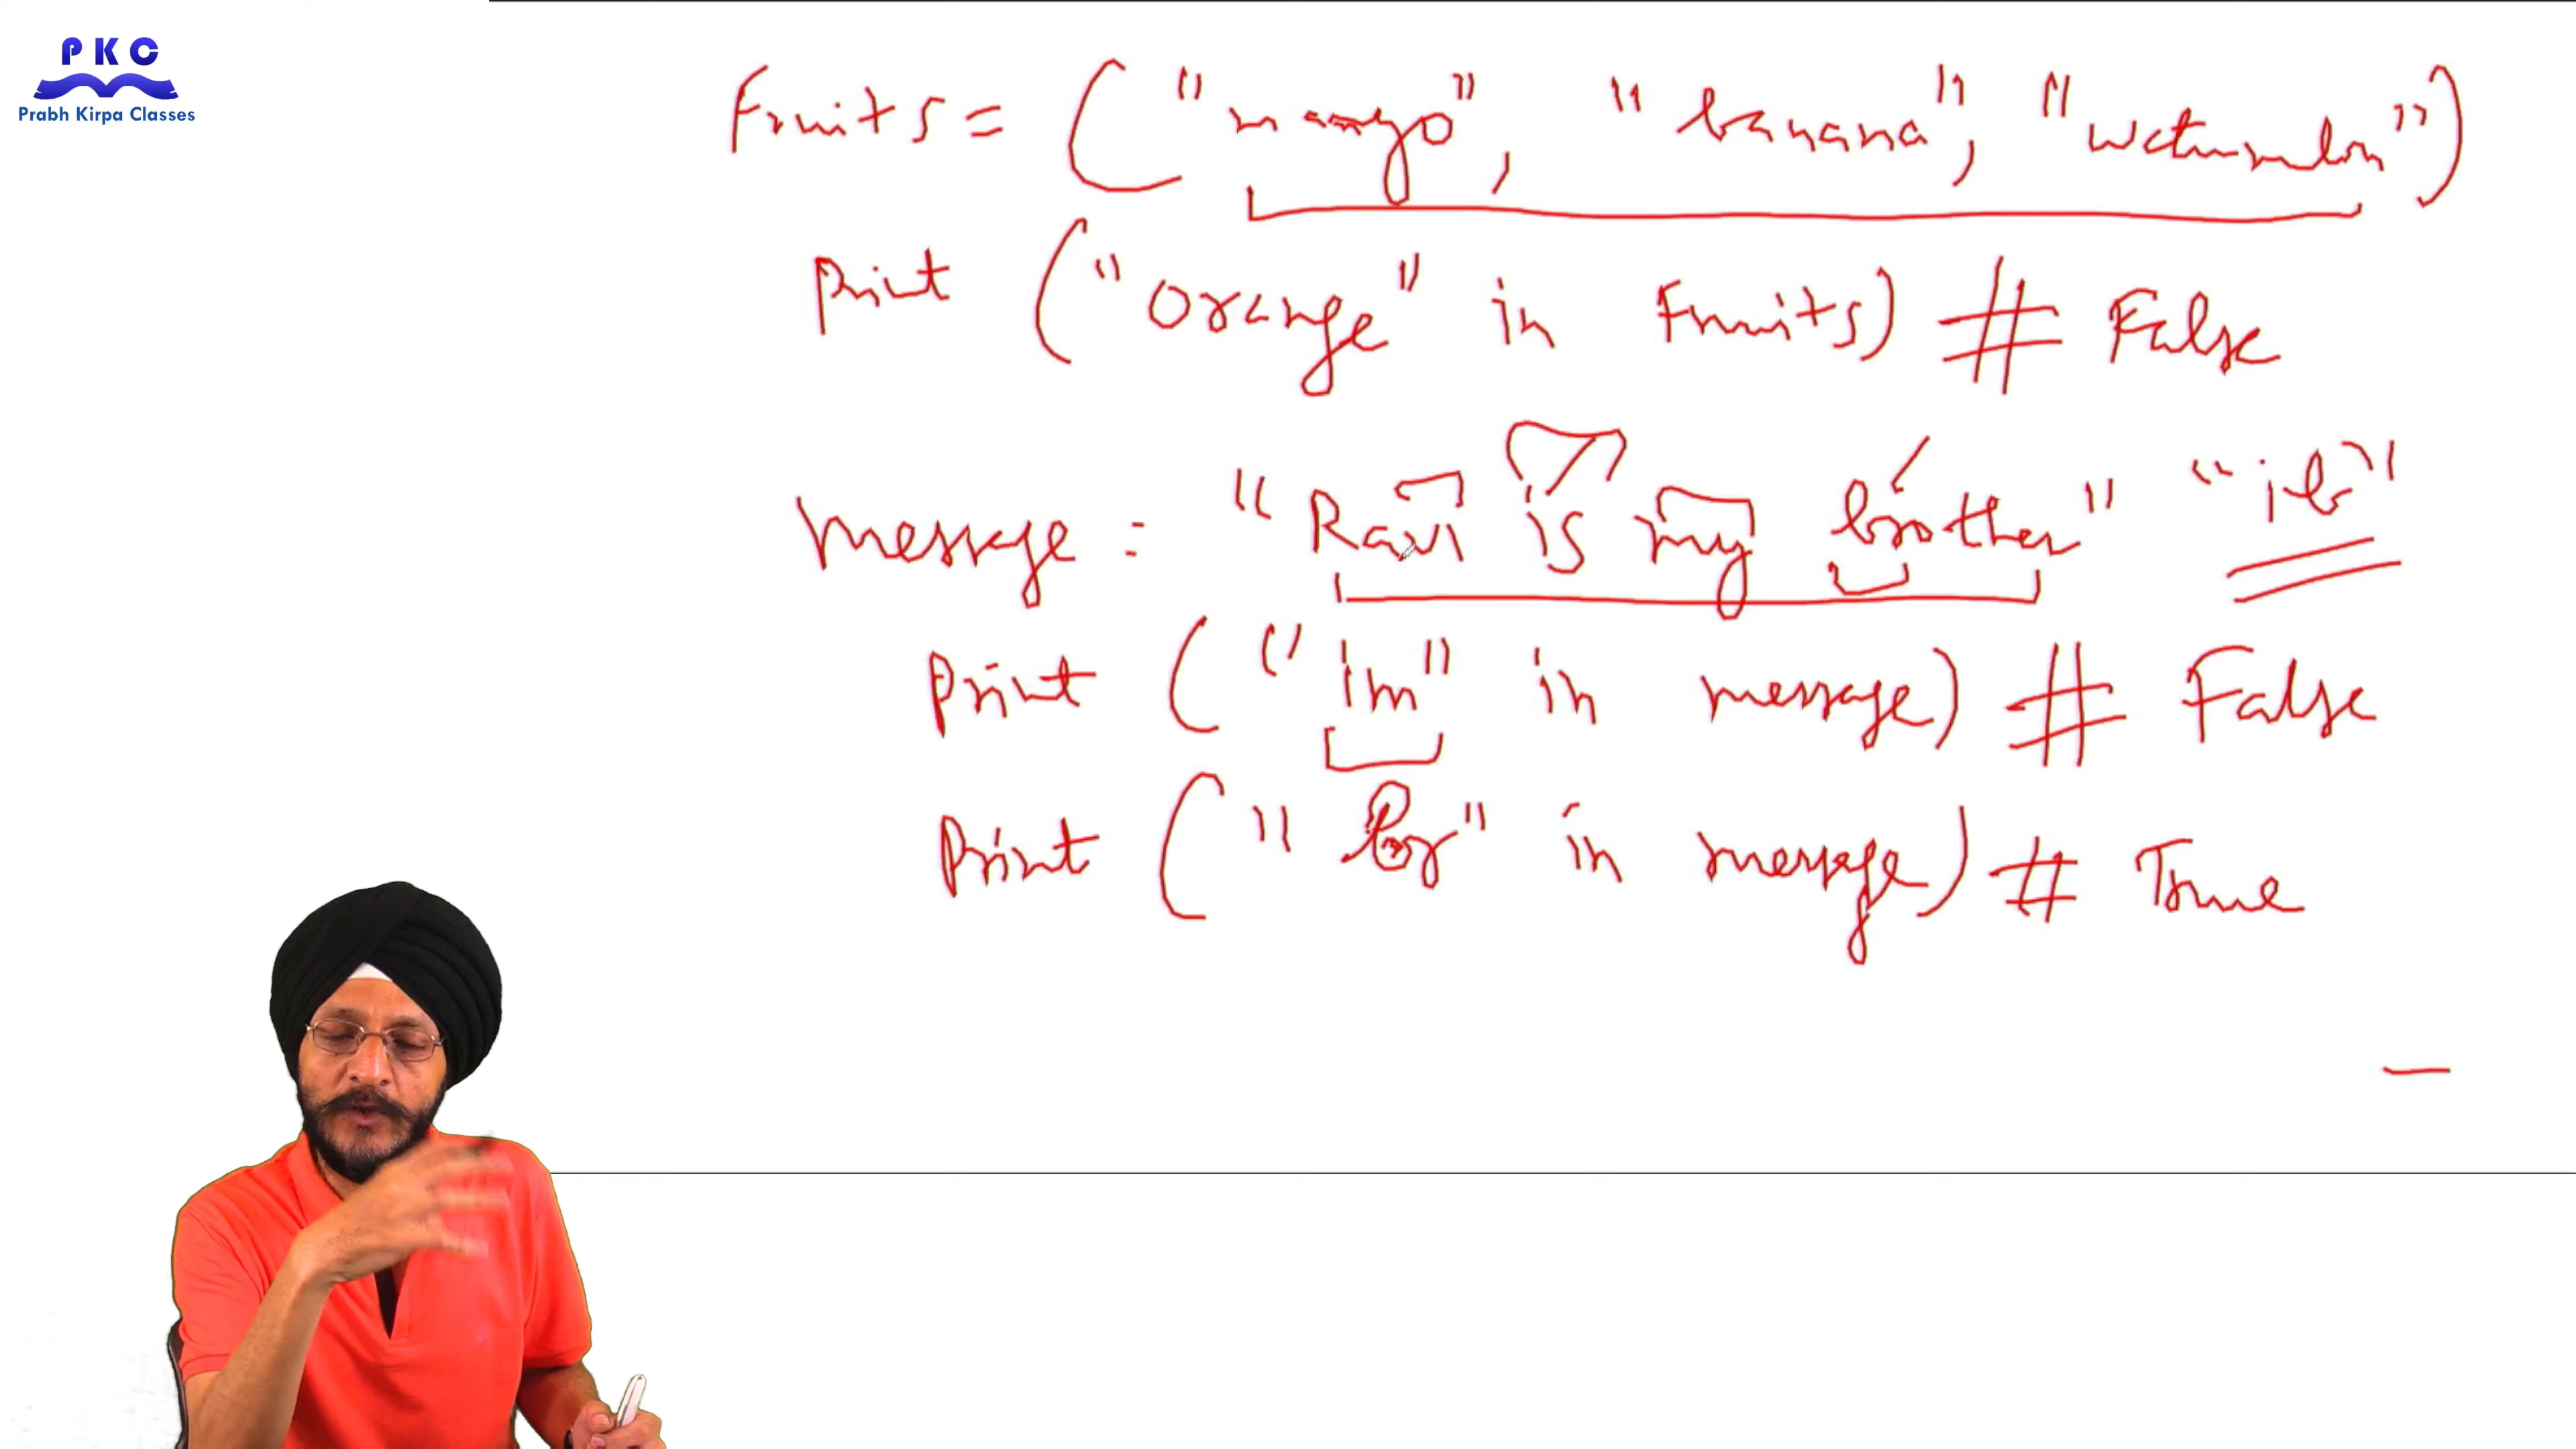 PKC
Prabh Kirpa Classes
Fruits = ("mango", "banana", "watermelon")
Print ("Orange" in Fruits) # False
message = "Ravi is my brother" "ib"
Print ("im" in message) # False
Print ("br" in message) # True